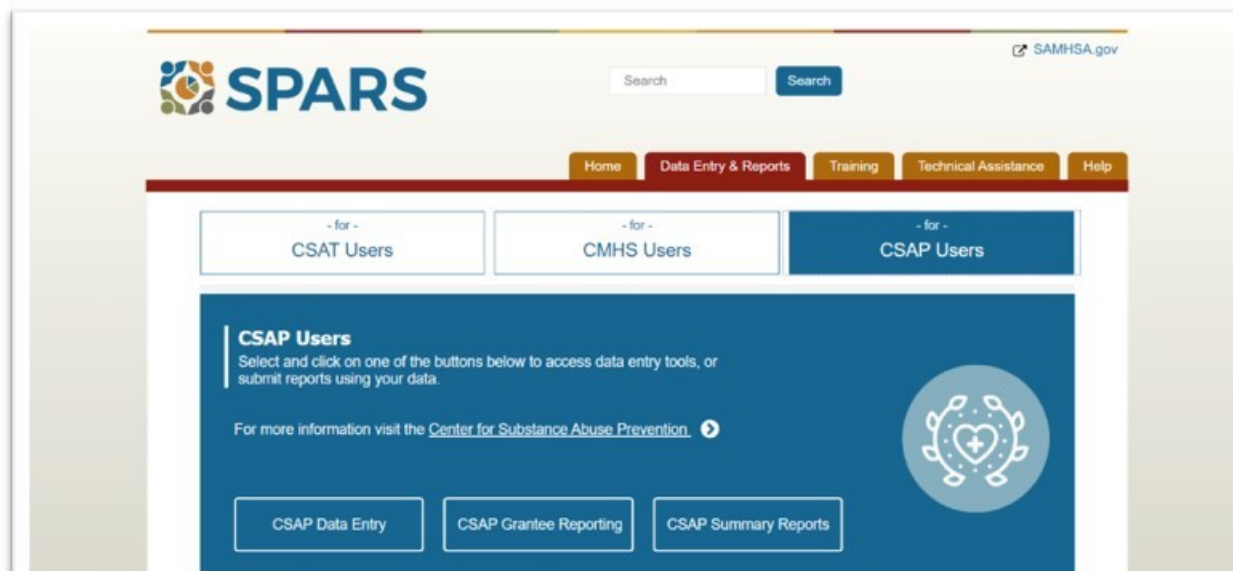 SAMHSA.gov
SPARS
Search
Search
Home
Data Entry & Reports
Training
Technical Assistance
Help
- for -
CSAT Users
- for -
CMHS Users
- for -
CSAP Users
CSAP Users
Select and click on one of the buttons below to access data entry tools, or
submit reports using your data.
For more information visit the Center for Substance Abuse Prevention
CSAP Data Entry
CSAP Grantee Reporting
CSAP Summary Reports